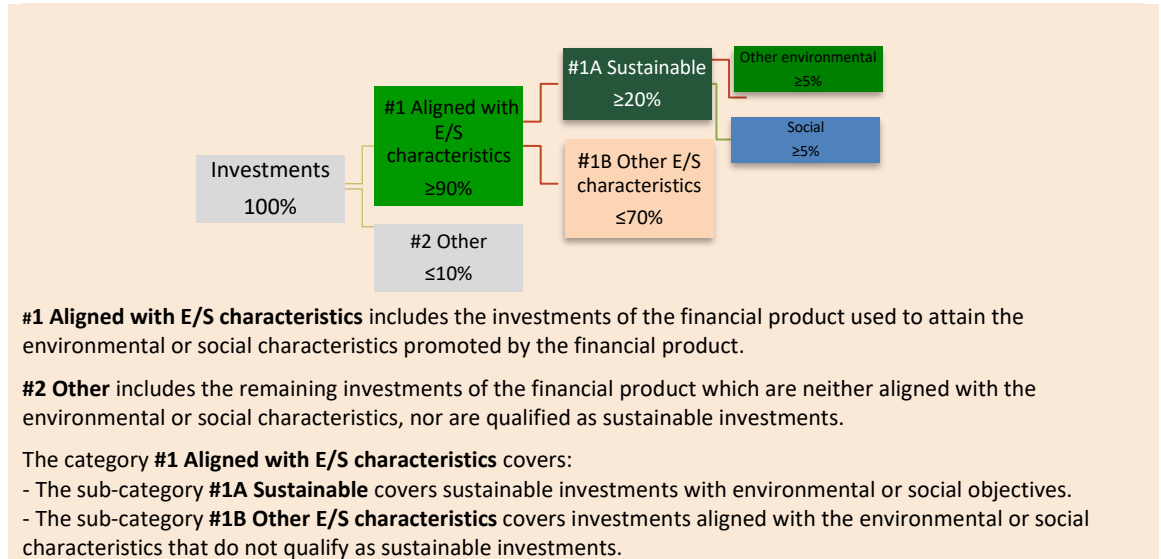 Investments
100%
#1 Aligned with
E/S
characteristics
≥90%
#2 Other
≤10%
#1A Sustainable
≥20%
#1B Other E/S
characteristics
≤70%
Other environmental
≥5%
Social
≥5%
#1 Aligned with E/S characteristics includes the investments of the financial product used to attain the
environmental or social characteristics promoted by the financial product.
#2 Other includes the remaining investments of the financial product which are neither aligned with the
environmental or social characteristics, nor are qualified as sustainable investments.
The category #1 Aligned with E/S characteristics covers:
- The sub-category #1A Sustainable covers sustainable investments with environmental or social objectives.
- The sub-category #1B Other E/S characteristics covers investments aligned with the environmental or social
characteristics that do not qualify as sustainable investments.